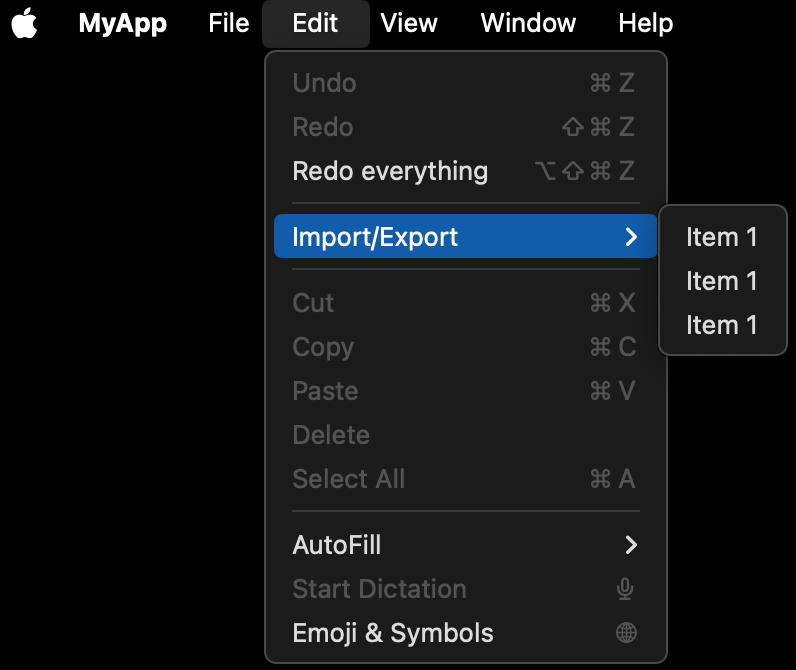 MyApp File Edit View Window Help
Undo ⌘ Z
Redo ⇧ ⌘ Z
Redo everything ⌥ ⇧ ⌘ Z
Import/Export
Item 1
Item 1
Item 1
Cut ⌘ X
Copy ⌘ C
Paste ⌘ V
Delete
Select All ⌘ A
AutoFill
Start Dictation
Emoji & Symbols